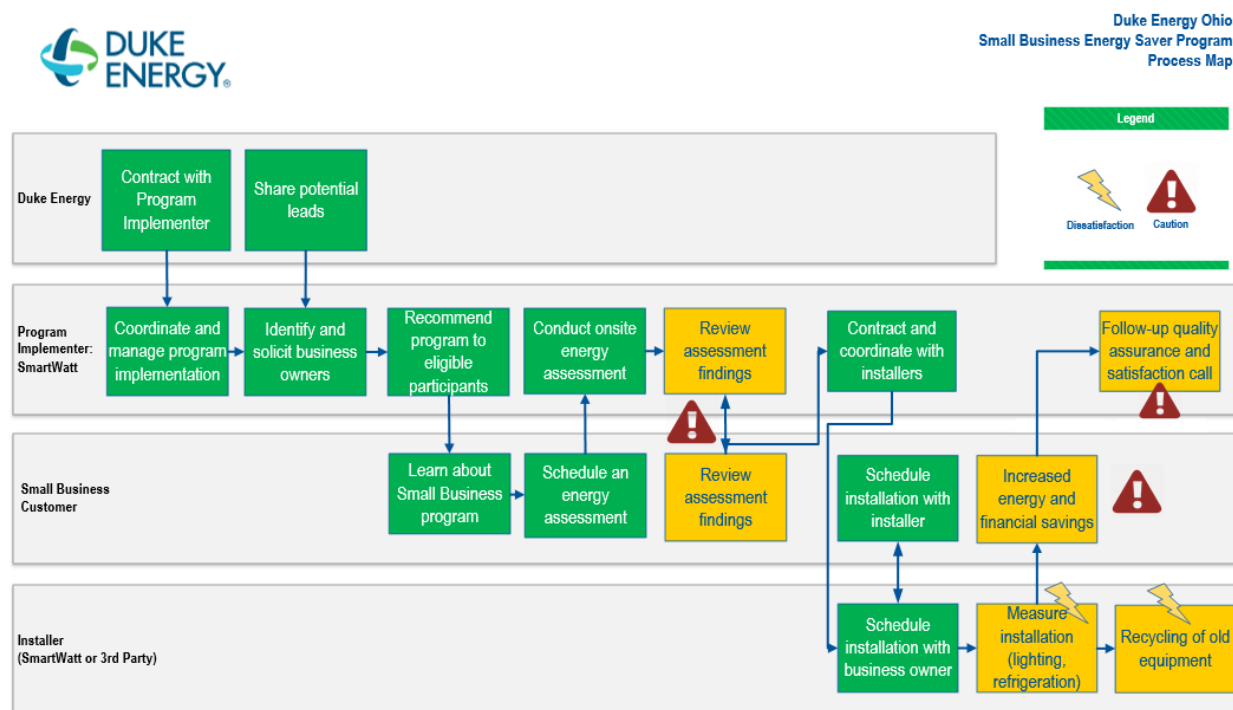 DUKE
ENERGY®
Duke Energy Ohio
Small Business Energy Saver Program
Process Map
Legend
Dissatisfaction
Caution
Duke Energy
Contract with
Program
Implementer
Share potential
leads
Program
Implementer:
SmartWatt
Coordinate and
manage program
implementation
Identify and
solicit business
owners
Recommend
program to
eligible
participants
Conduct onsite
energy
assessment
Review
assessment
findings
Contract and
coordinate with
installers
Follow-up quality
assurance and
satisfaction call
Small Business
Customer
Learn about
Small Business
program
Schedule an
energy
assessment
Review
assessment
findings
Schedule
installation with
installer
Increased
energy and
financial savings
Installer
(SmartWatt or 3rd Party)
Schedule
installation with
business owner
Measure
installation
(lighting,
refrigeration)
Recycling of old
equipment